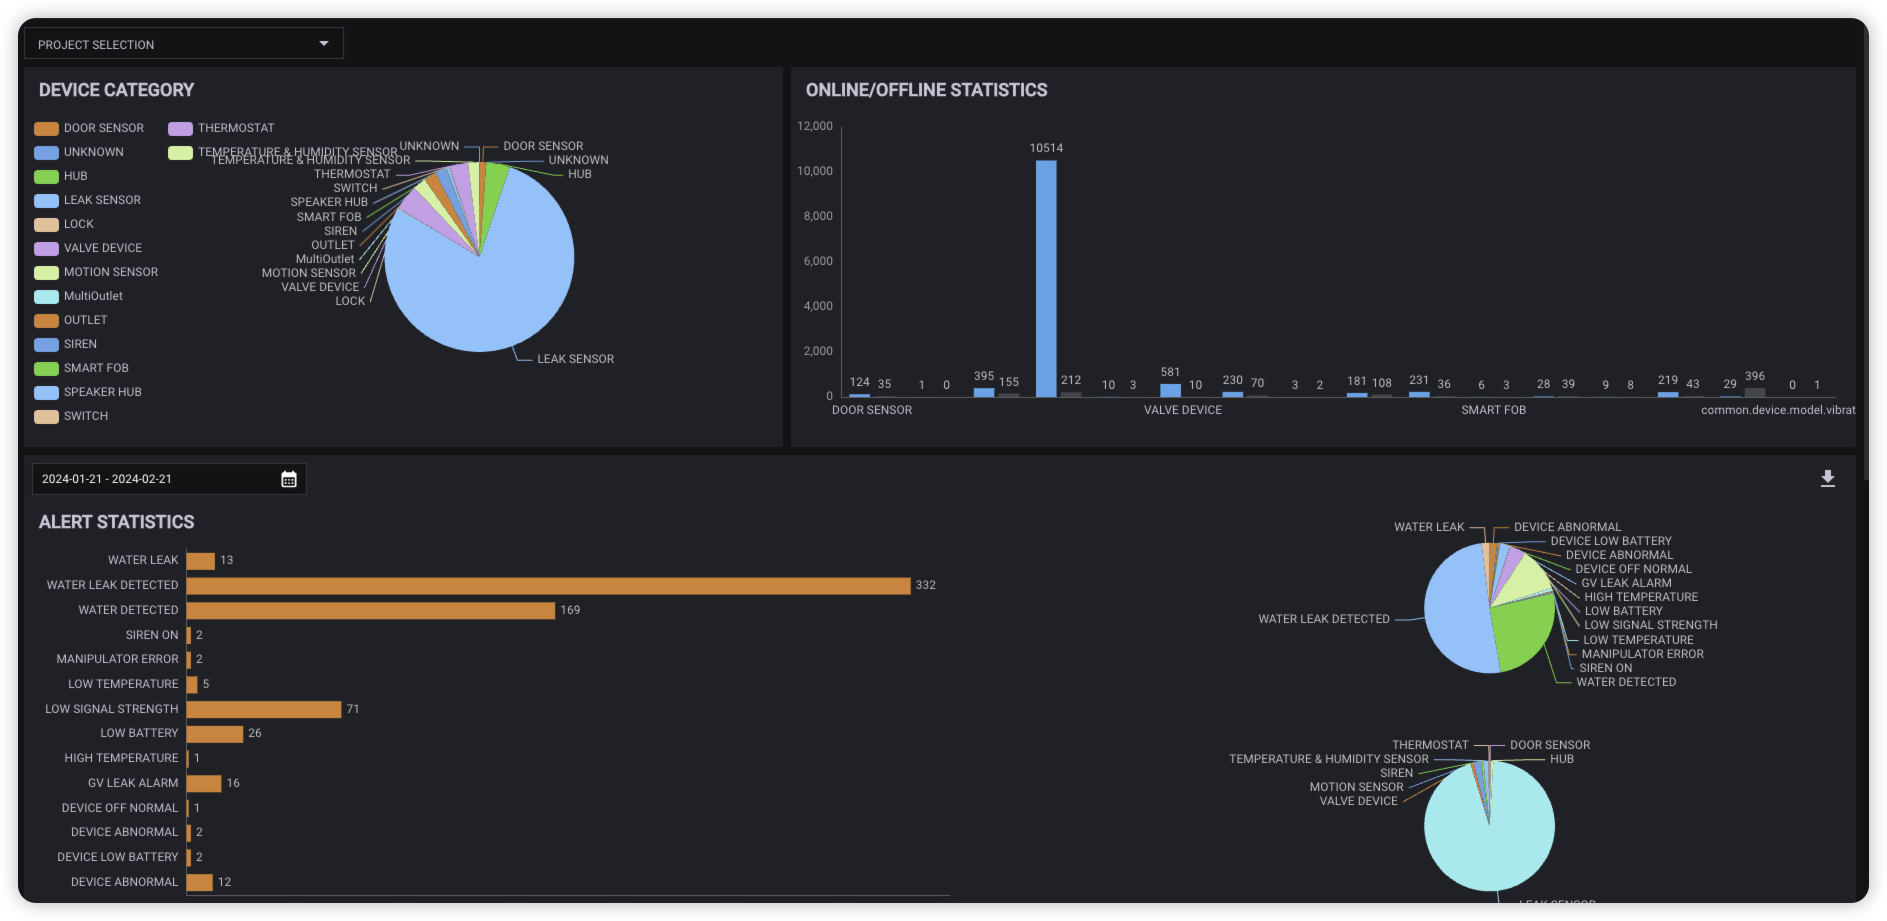 PROJECT SELECTION
DEVICE CATEGORY
DOOR SENSOR
UNKNOWN
HUB
LEAK SENSOR
LOCK
VALVE DEVICE
MOTION SENSOR
MultiOutlet
OUTLET
SIREN
SMART FOB
SPEAKER HUB
SWITCH
THERMOSTAT
TEMPERATURE & HUMIDITY SENSOR
UNKNOWN
TEMPERATURE & HUMIDITY SENSOR
THERMOSTAT
SWITCH
SPEAKER HUB
SMART FOB
SIREN
OUTLET
MultiOutlet
MOTION SENSOR
VALVE DEVICE
LOCK
DOOR SENSOR
UNKNOWN
HUB
LEAK SENSOR
ONLINE/OFFLINE STATISTICS
12,000
10,000
8,000
6,000
4,000
2,000
0
124 35 1 0 395 155 10514 212 10 3 581 10 230 70 3 2 181 108 231 36 6 3 28 39 9 8 219 43 29 396 0 1
DOOR SENSOR VALVE DEVICE SMART FOB common.device.model.vibrat
2024-01-21 - 2024-02-21
ALERT STATISTICS
WATER LEAK 13
WATER LEAK DETECTED 332
WATER DETECTED 169
SIREN ON 2
MANIPULATOR ERROR 2
LOW TEMPERATURE 5
LOW SIGNAL STRENGTH 71
LOW BATTERY 26
HIGH TEMPERATURE 1
GV LEAK ALARM 16
DEVICE OFF NORMAL 1
DEVICE ABNORMAL 2
DEVICE LOW BATTERY 2
DEVICE ABNORMAL 12
WATER LEAK
WATER LEAK DETECTED
DEVICE ABNORMAL
DEVICE LOW BATTERY
DEVICE ABNORMAL
DEVICE OFF NORMAL
GV LEAK ALARM
HIGH TEMPERATURE
LOW BATTERY
LOW SIGNAL STRENGTH
LOW TEMPERATURE
MANIPULATOR ERROR
SIREN ON
WATER DETECTED
THERMOSTAT
TEMPERATURE & HUMIDITY SENSOR
SIREN
MOTION SENSOR
VALVE DEVICE
DOOR SENSOR
HUB
LEAK SENSOR